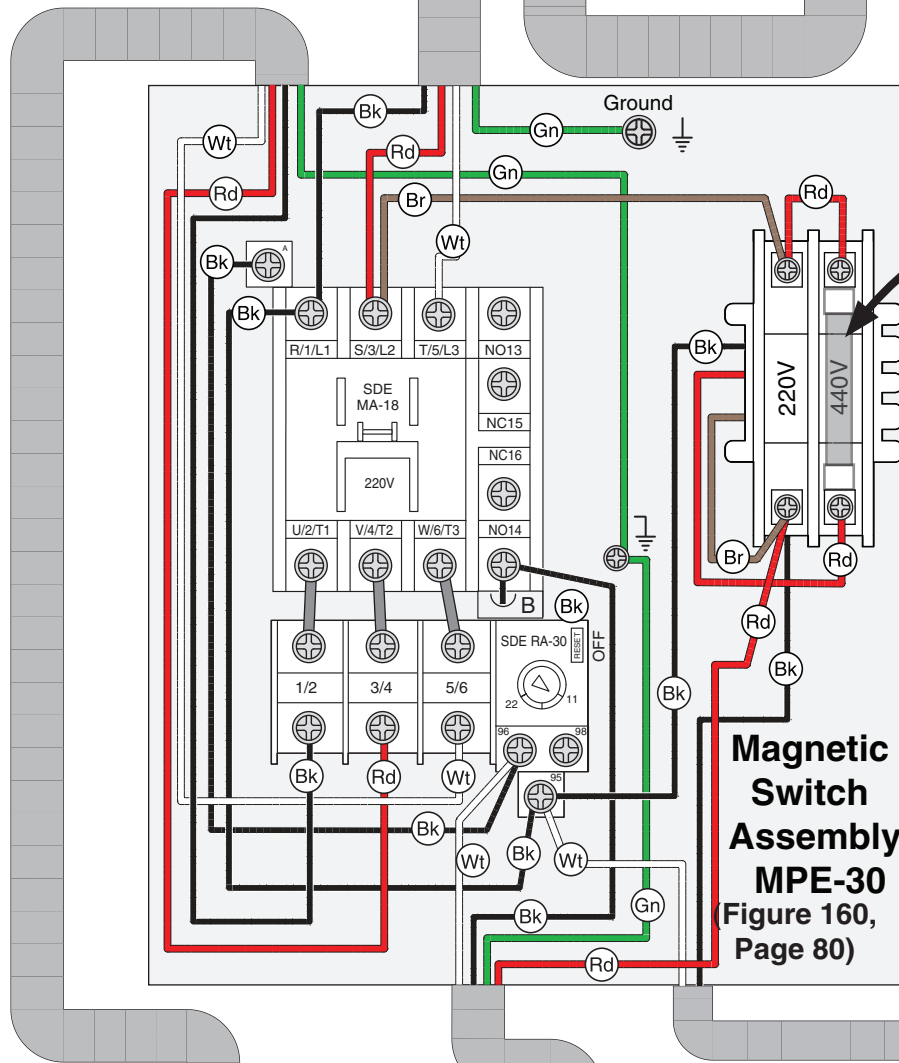 Ground
Bk
Gn
Wt
Rd
Gn
Rd
Br
Rd
Wt
A
Bk
Bk
Bk
R/1/L1
S/3/L2
T/5/L3
NO13
SDE
MA-18
220V
440V
NC15
NC16
220V
U/2/T1
V/4/T2
W/6/T3
NO14
Br
Rd
B
Bk
Rd
SDE RA-30
RESET
OFF
Bk
1/2
3/4
5/6
22
11
Bk
96
98
Bk
Rd
Wt
95
Magnetic
Switch
Assembly
MPE-30
(Figure 160,
Page 80)
Bk
Wt
Bk
Wt
Bk
Gn
Rd